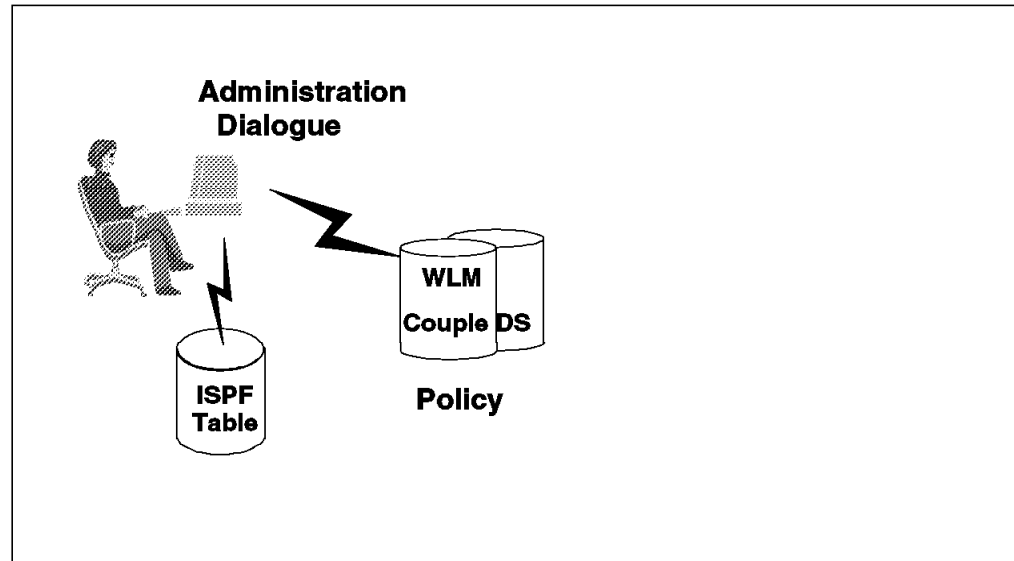 Administration
Dialogue
WLM
Couple DS
ISPF
Table
Policy